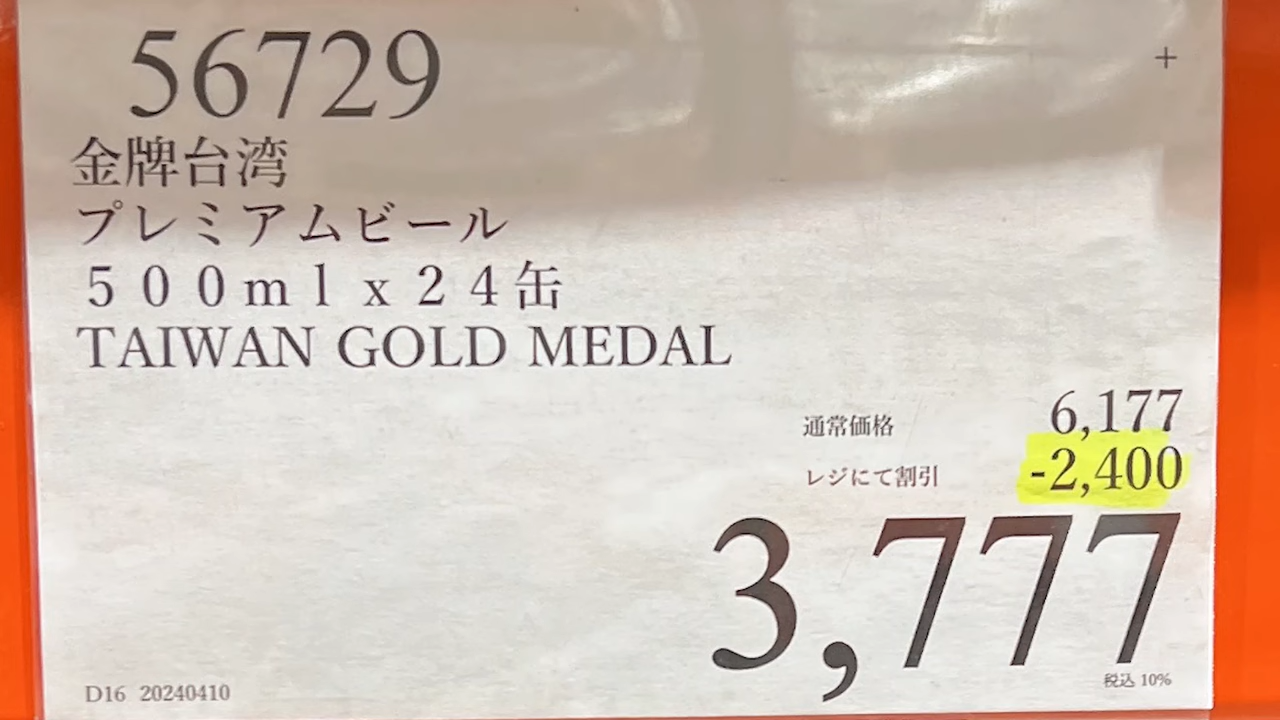 56729
+
金牌台湾
プレミアムビール
５００ｍｌｘ２４缶
TAIWAN GOLD MEDAL
通常価格 6,177
レジにて割引 -2,400
3,777
税込 10%
D16 20240410